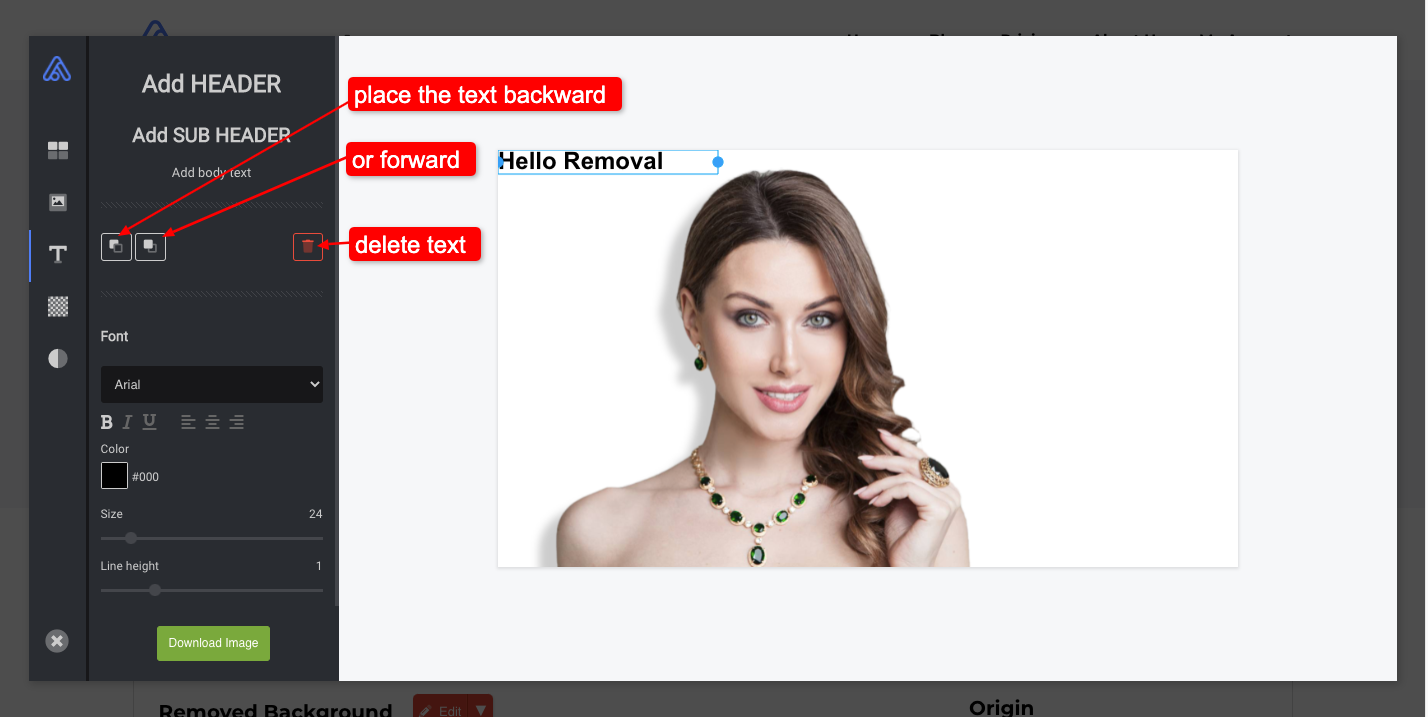 Add HEADER
place the text backward
Add SUB HEADER
or forward
Hello Removal
Add body text
delete text
Font
Arial
B I U
Color
#000
Size 24
Line height 1
Download Image
Removed Background
Edit
Origin